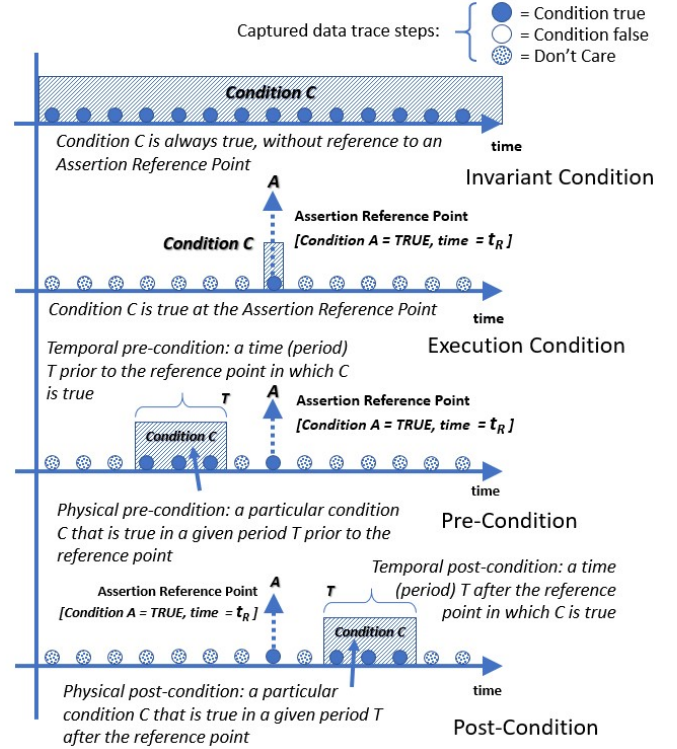 Captured data trace steps:
= Condition true
= Condition false
= Don't Care
Condition C
Condition C is always true, without reference to an
Assertion Reference Point
time
Invariant Condition
A
Assertion Reference Point
[Condition A = TRUE, time = tR ]
Condition C
Condition C is true at the Assertion Reference Point
time
Execution Condition
Temporal pre-condition: a time (period)
T prior to the reference point in which C
is true
T
A
Assertion Reference Point
[Condition A = TRUE, time = tR ]
Condition C
time
Physical pre-condition: a particular condition
C that is true in a given period T prior to the
reference point
Pre-Condition
Temporal post-condition: a time
(period) T after the reference
point in which C is true
Assertion Reference Point
[Condition A = TRUE, time = tR ]
A
T
Condition C
time
Physical post-condition: a particular
condition C that is true in a given period T
after the reference point
Post-Condition